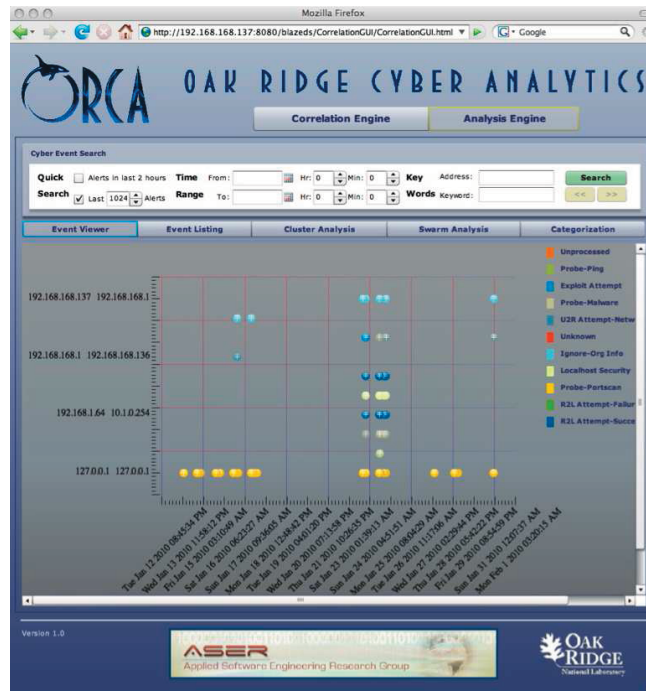 Mozilla Firefox
http://192.168.168.137:8080/blazeds/CorrelationGUI/CorrelationGUI.html
Google
ORCA OAK RIDGE CYBER ANALYTICS
Correlation Engine Analysis Engine
Cyber Event Search
Quick Alerts in last 2 hours Time From: Hr: 0 Min: 0 Key Address: Search
Search Last 1024 Alerts Range To: Hr: 0 Min: 0 Words Keyword: << >>
Event Viewer Event Listing Cluster Analysis Swarm Analysis Categorization
Unprocessed
Probe-Ping
Exploit Attempt
Probe-Malware
U2R Attempt-Netw
Unknown
Ignore-Org Info
Localhost Security
Probe-Portscan
R2L Attempt-Failur
R2L Attempt-Succe
192.168.168.137 192.168.168.1
192.168.168.1 192.168.168.136
192.168.1.64 10.1.0.254
127.0.0.1 127.0.0.1
Tue Jan 12 2010 08:45:34 PM
Wed Jan 13 2010 11:58:12 PM
Fri Jan 15 2010 03:10:49 AM
Sat Jan 16 2010 06:23:27 AM
Sun Jan 17 2010 09:36:05 AM
Mon Jan 18 2010 12:48:42 PM
Tue Jan 19 2010 04:01:20 PM
Wed Jan 20 2010 07:13:58 PM
Thu Jan 21 2010 10:26:35 PM
Sat Jan 23 2010 01:39:13 AM
Sun Jan 24 2010 04:51:51 AM
Mon Jan 25 2010 08:04:29 AM
Tue Jan 26 2010 11:17:06 AM
Wed Jan 27 2010 02:29:44 PM
Thu Jan 28 2010 05:42:22 PM
Fri Jan 29 2010 08:54:59 PM
Sun Jan 31 2010 12:07:37 AM
Mon Feb 1 2010 03:20:15 AM
Version 1.0
ASER
Applied Software Engineering Research Group
OAK
RIDGE
National Laboratory